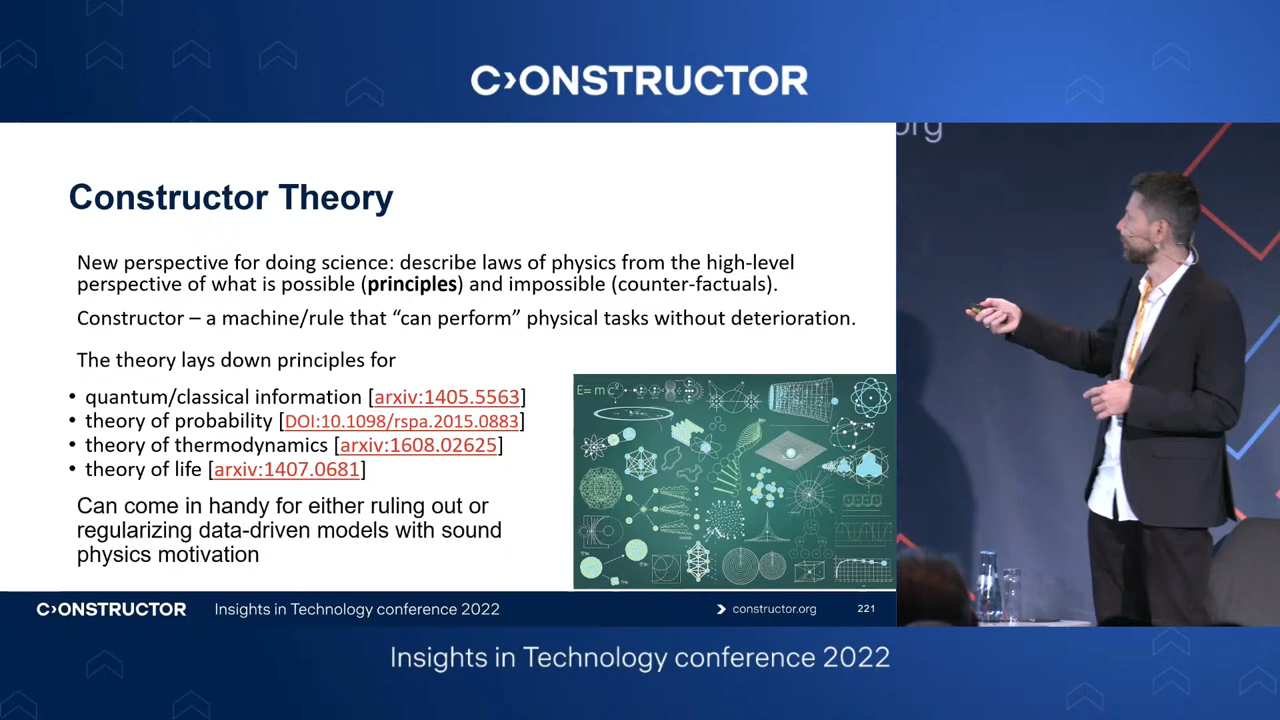 C›ONSTRUCTOR
org
Constructor Theory
New perspective for doing science: describe laws of physics from the high-level
perspective of what is possible (principles) and impossible (counter-factuals).
Constructor – a machine/rule that “can perform” physical tasks without deterioration.
The theory lays down principles for
• quantum/classical information [arxiv:1405.5563]
• theory of probability [DOI:10.1098/rspa.2015.0883]
• theory of thermodynamics [arxiv:1608.02625]
• theory of life [arxiv:1407.0681]
Can come in handy for either ruling out or
regularizing data-driven models with sound
physics motivation
E= m
C›ONSTRUCTOR
Insights in Technology conference 2022
constructor.org
221
Insights in Technology conference 2022